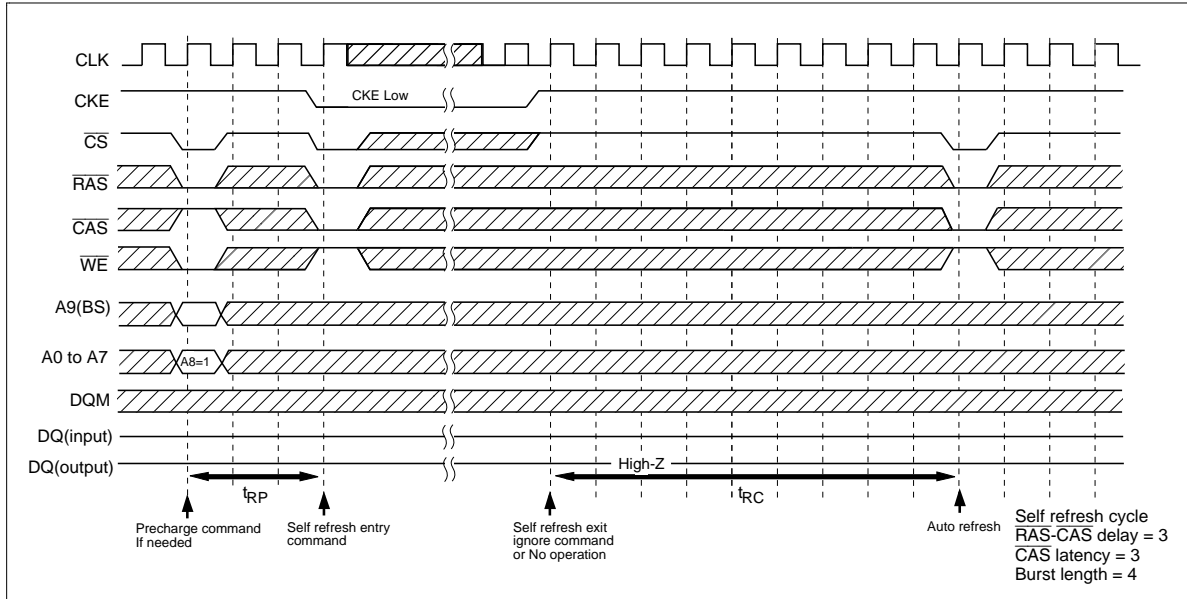 CLK
CKE
CKE Low
CS
RAS
CAS
WE
A9(BS)
A0 to A7
A8=1
DQM
DQ(input)
DQ(output)
High-Z
tRP
tRC
Precharge command
If needed
Self refresh entry
command
Self refresh exit
ignore command
or No operation
Auto refresh
Self refresh cycle
RAS-CAS delay = 3
CAS latency = 3
Burst length = 4